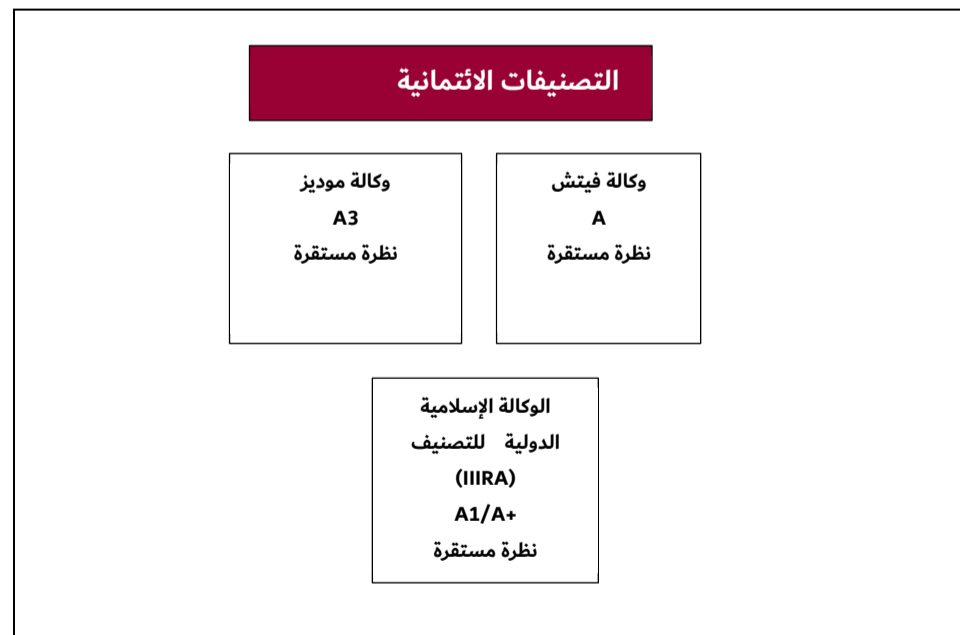 التصنيفات الائتمانية
وكالة فيتش
A
نظرة مستقرة
وكالة موديز
A3
نظرة مستقرة
الوكالة الإسلامية
الدولية للتصنيف
(IIIRA)
A1/A+
نظرة مستقرة